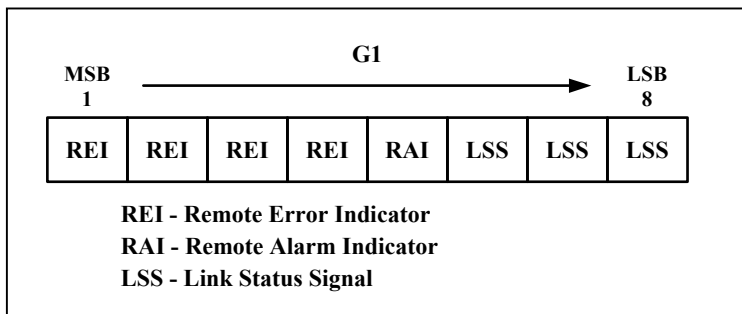 G1
MSB LSB
1 8
REI REI REI REI RAI LSS LSS LSS
REI - Remote Error Indicator
RAI - Remote Alarm Indicator
LSS - Link Status Signal